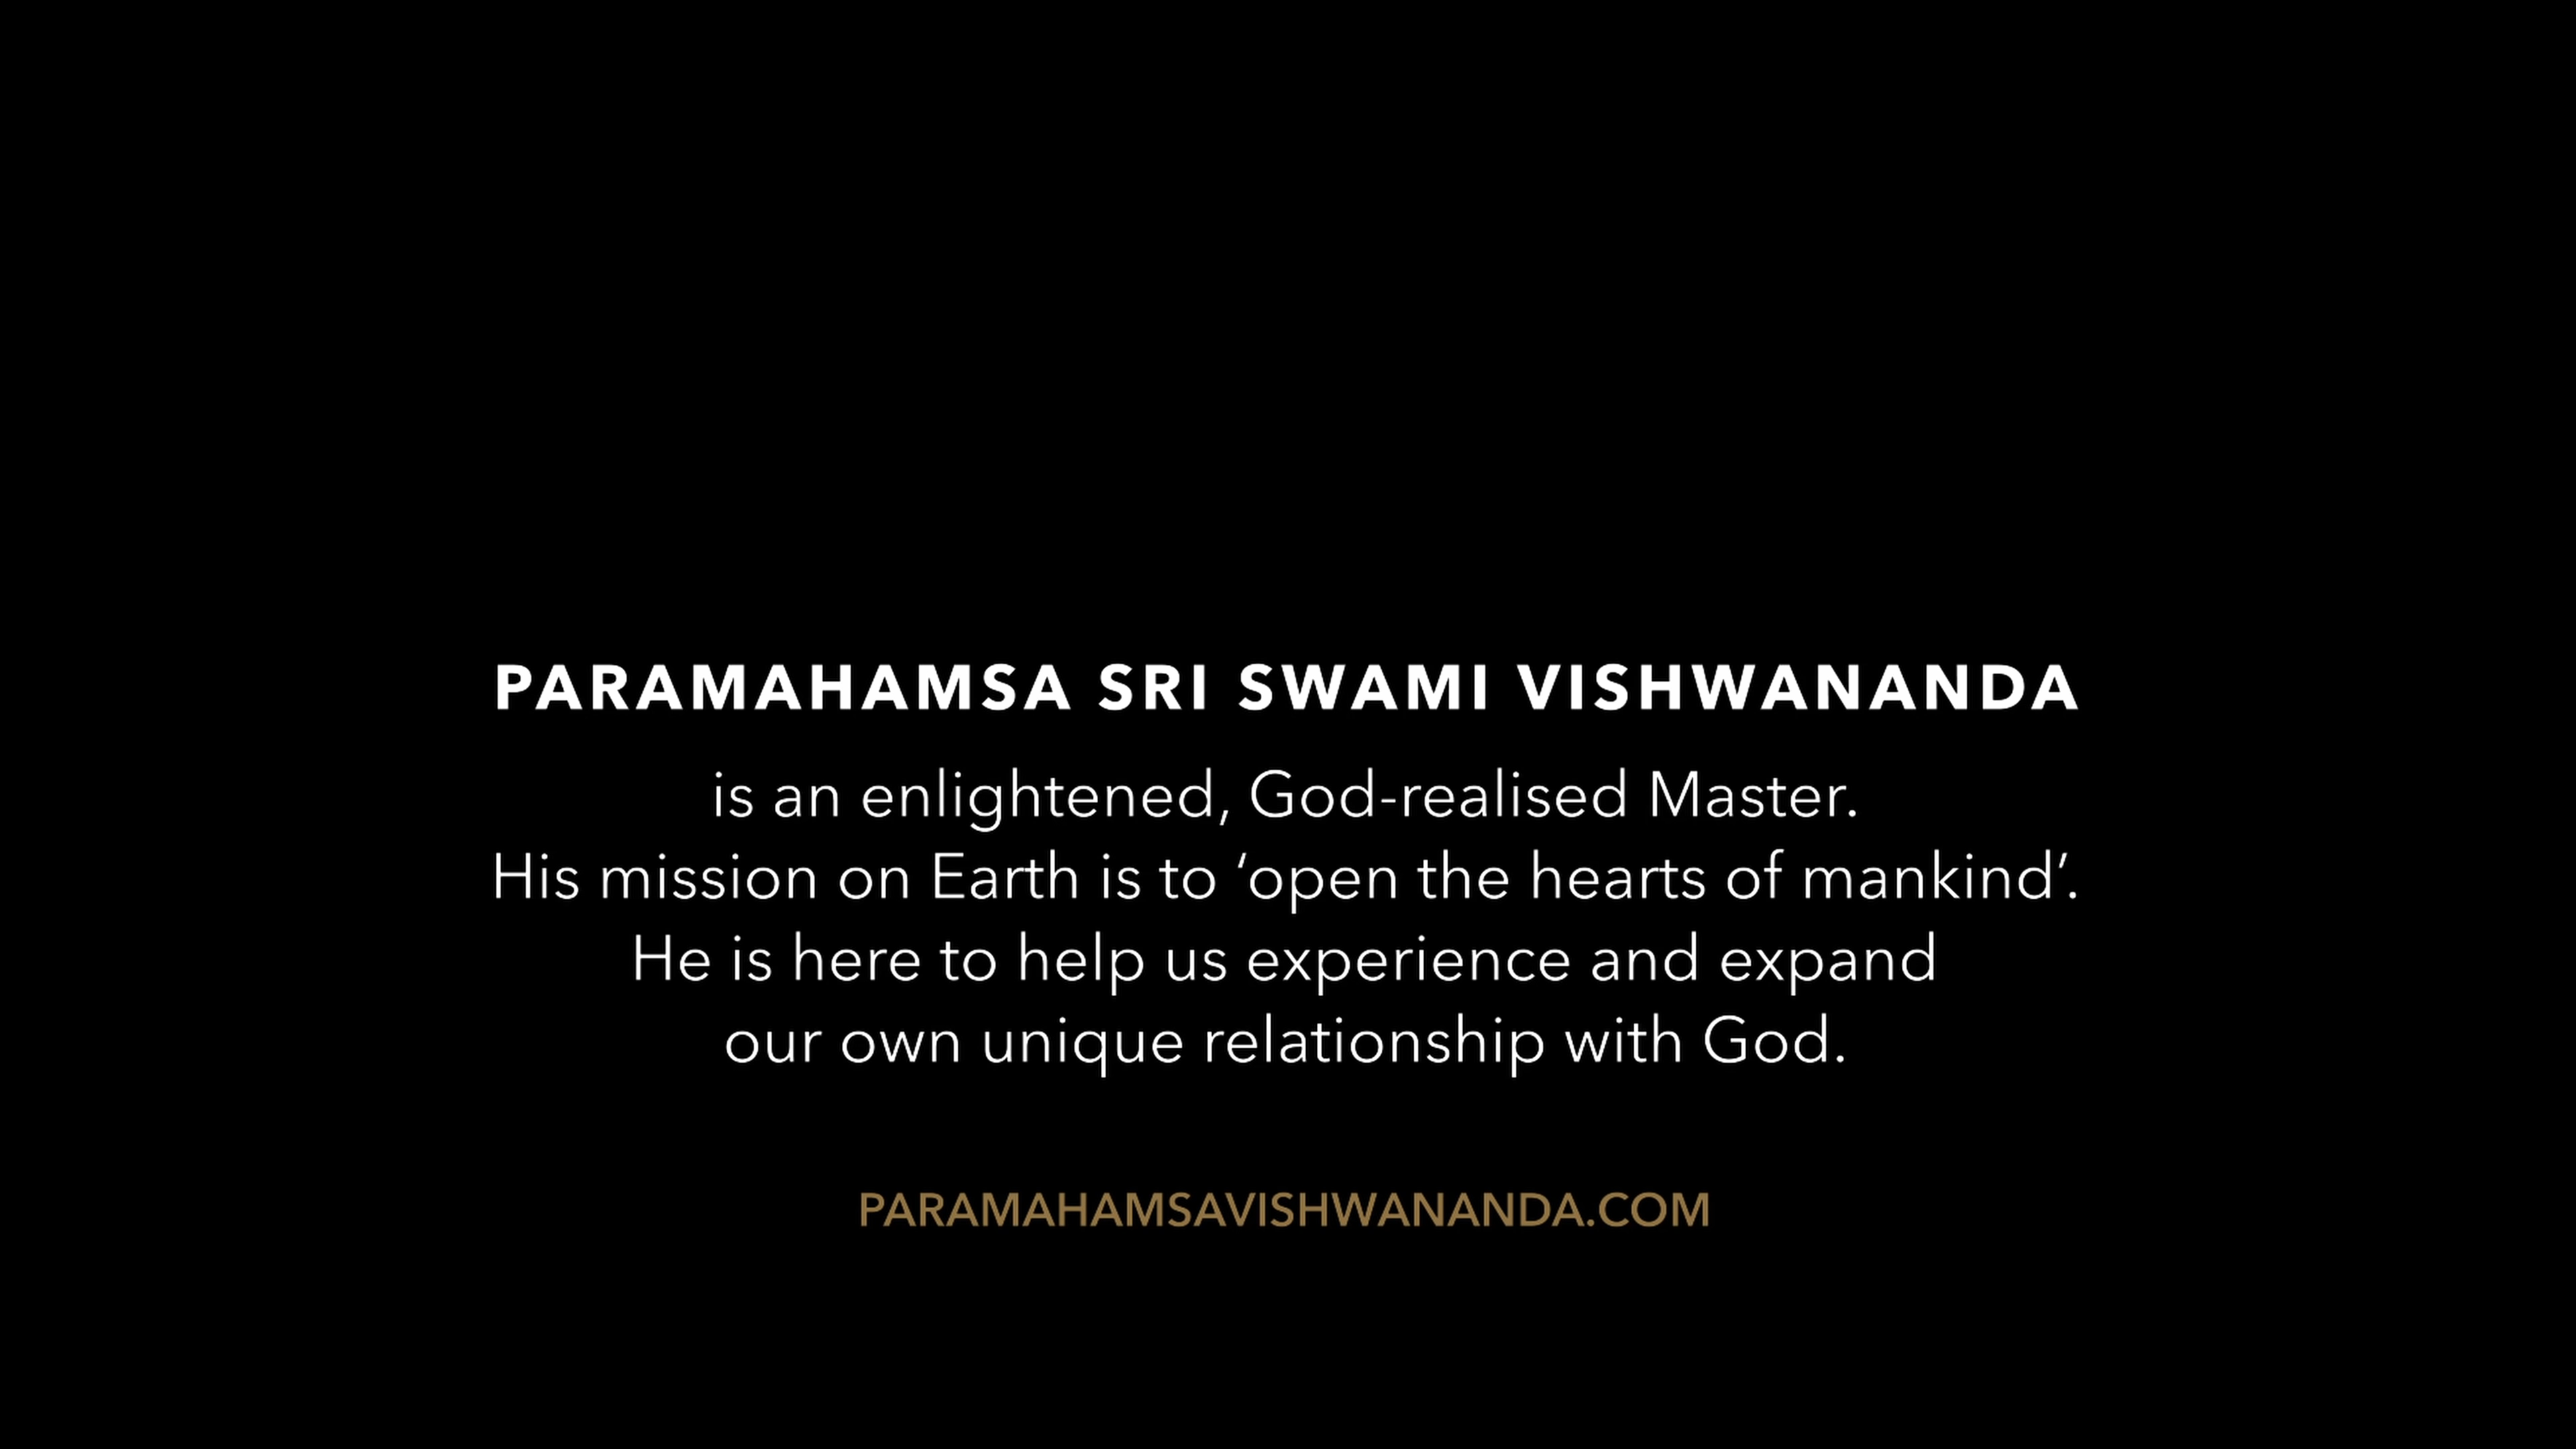 PARAMAHAMSA SRI SWAMI VISHWANANDA
is an enlightened, God-realised Master.
His mission on Earth is to ‘open the hearts of mankind’.
He is here to help us experience and expand
our own unique relationship with God.
PARAMAHAMSAVISHWANANDA.COM